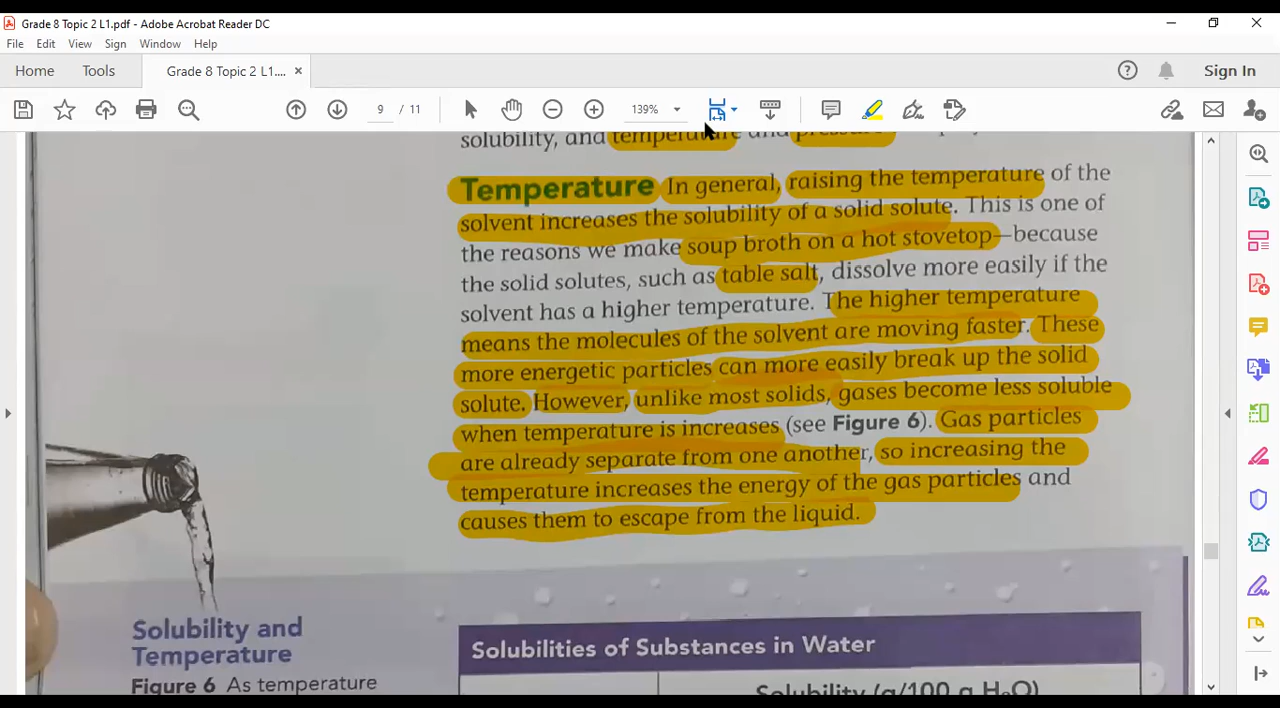 Grade 8 Topic 2 L1.pdf - Adobe Acrobat Reader DC
File Edit View Sign Window Help
Home Tools Grade 8 Topic 2 L1.... × Sign In
9 / 11 139%
solubility, and temperature and pressure
Temperature In general, raising the temperature of the
solvent increases the solubility of a solid solute. This is one of
the reasons we make soup broth on a hot stovetop—because
the solid solutes, such as table salt, dissolve more easily if the
solvent has a higher temperature. The higher temperature
means the molecules of the solvent are moving faster. These
more energetic particles can more easily break up the solid
solute. However, unlike most solids, gases become less soluble
when temperature is increases (see Figure 6). Gas particles
are already separate from one another, so increasing the
temperature increases the energy of the gas particles and
causes them to escape from the liquid.
Solubility and
Temperature
Figure 6 As temperature
Solubilities of Substances in Water
Solubility (g/100 g H₂O)